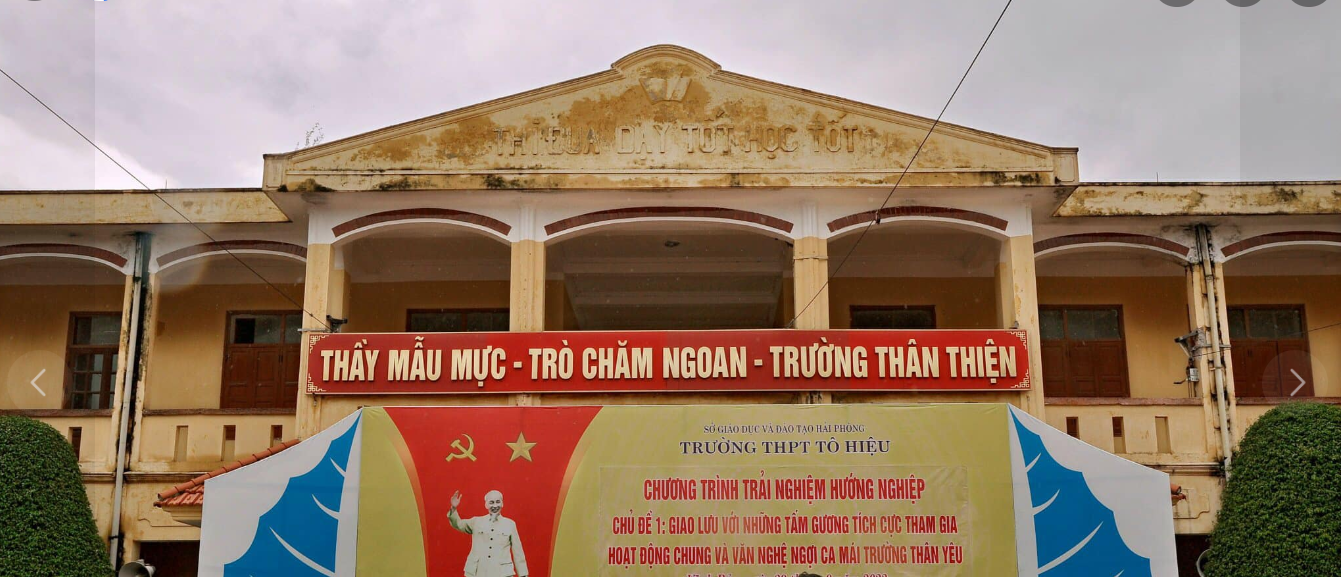 THI ĐUA DẠY TỐT HỌC TỐT
THẦY MẪU MỰC - TRÒ CHĂM NGOAN - TRƯỜNG THÂN THIỆN
SỞ GIÁO DỤC VÀ ĐÀO TẠO HẢI PHÒNG
TRƯỜNG THPT TÔ HIỆU
CHƯƠNG TRÌNH TRẢI NGHIỆM HƯỚNG NGHIỆP
CHỦ ĐỀ 1: GIAO LƯU VỚI NHỮNG TẤM GƯƠNG TÍCH CỰC THAM GIA
HOẠT ĐỘNG CHUNG VÀ VĂN NGHỆ NGỢI CA MÁI TRƯỜNG THÂN YÊU